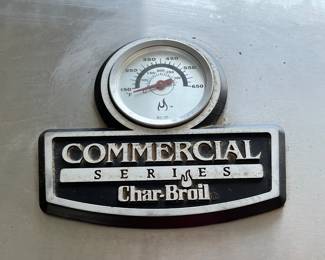 350 450
250 550
150 650
°F
COMMERCIAL
SERIES
Char-Broil